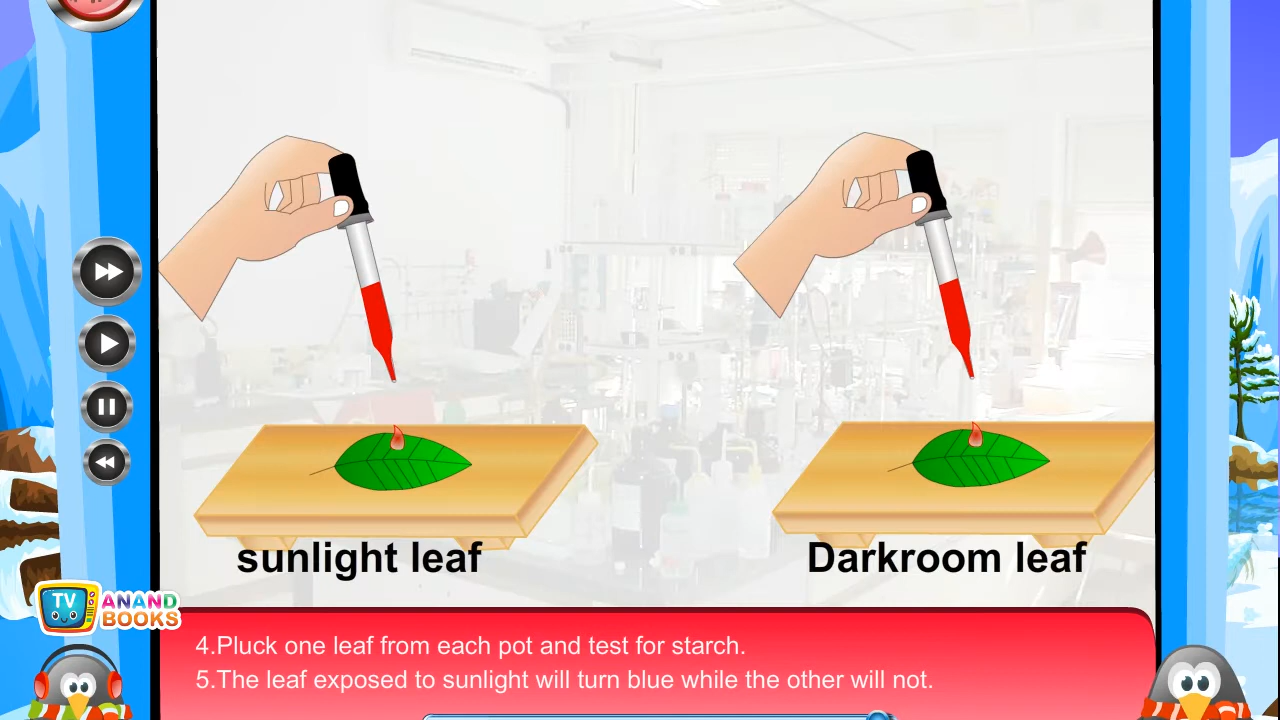 sunlight leaf
Darkroom leaf
TV
ANAND
BOOKS
4.Pluck one leaf from each pot and test for starch.
5.The leaf exposed to sunlight will turn blue while the other will not.